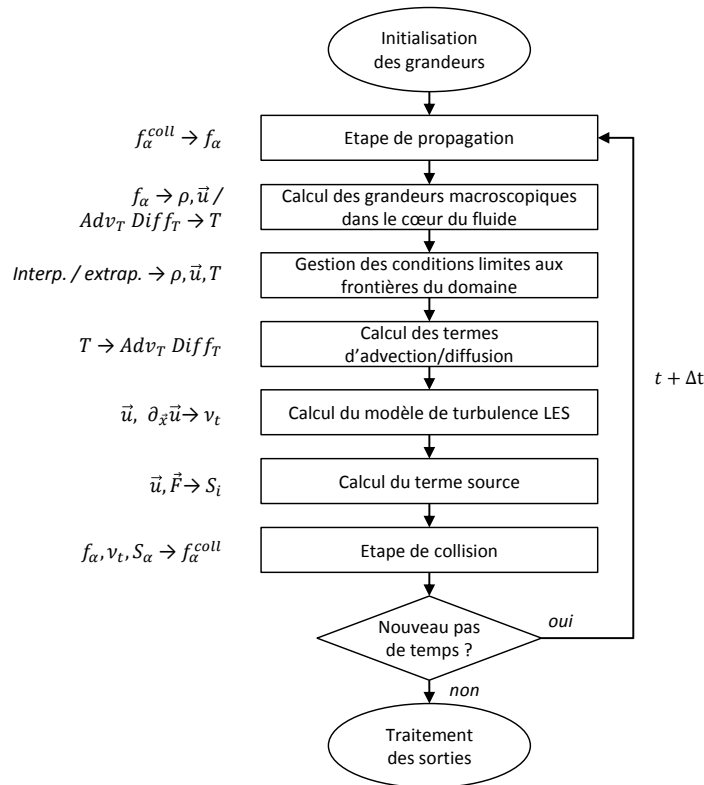 Initialisation
des grandeurs
f_α^{coll} → f_α
Etape de propagation
f_α → ρ, u⃗ /
Adv_T Diff_T → T
Calcul des grandeurs macroscopiques
dans le cœur du fluide
Interp. / extrap. → ρ, u⃗, T
Gestion des conditions limites aux
frontières du domaine
T → Adv_T Diff_T
Calcul des termes
d’advection/diffusion
t + Δt
u⃗, ∂_x⃗ u⃗ → ν_t
Calcul du modèle de turbulence LES
u⃗, F⃗ → S_i
Calcul du terme source
f_α, ν_t, S_α → f_α^{coll}
Etape de collision
Nouveau pas
de temps ?
oui
non
Traitement
des sorties